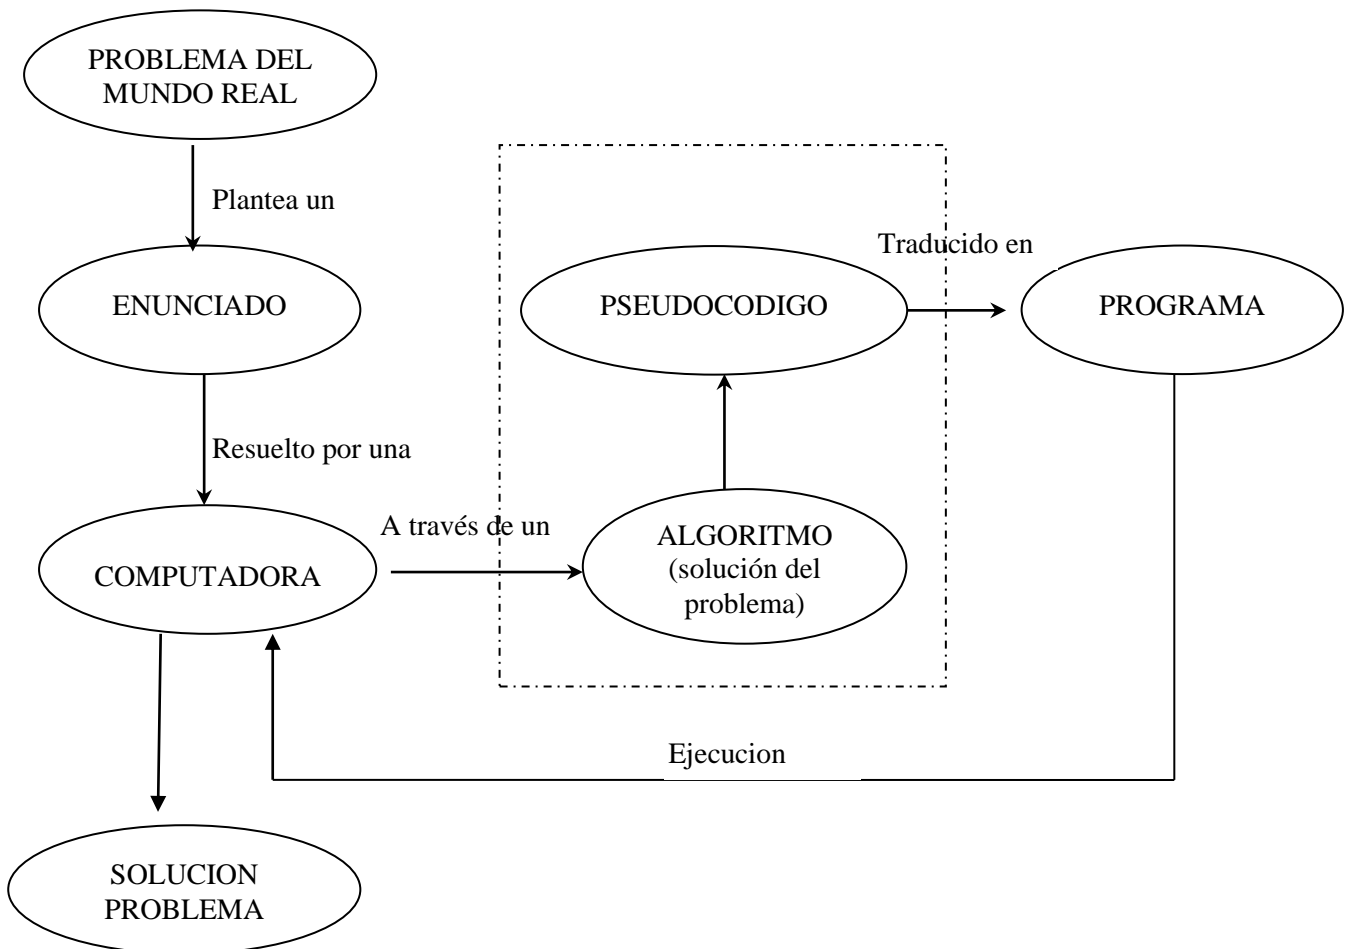 PROBLEMA DEL
MUNDO REAL
Plantea un
ENUNCIADO
Resuelto por una
COMPUTADORA
A través de un
ALGORITMO
(solución del
problema)
PSEUDOCODIGO
Traducido en
PROGRAMA
Ejecucion
SOLUCION
PROBLEMA